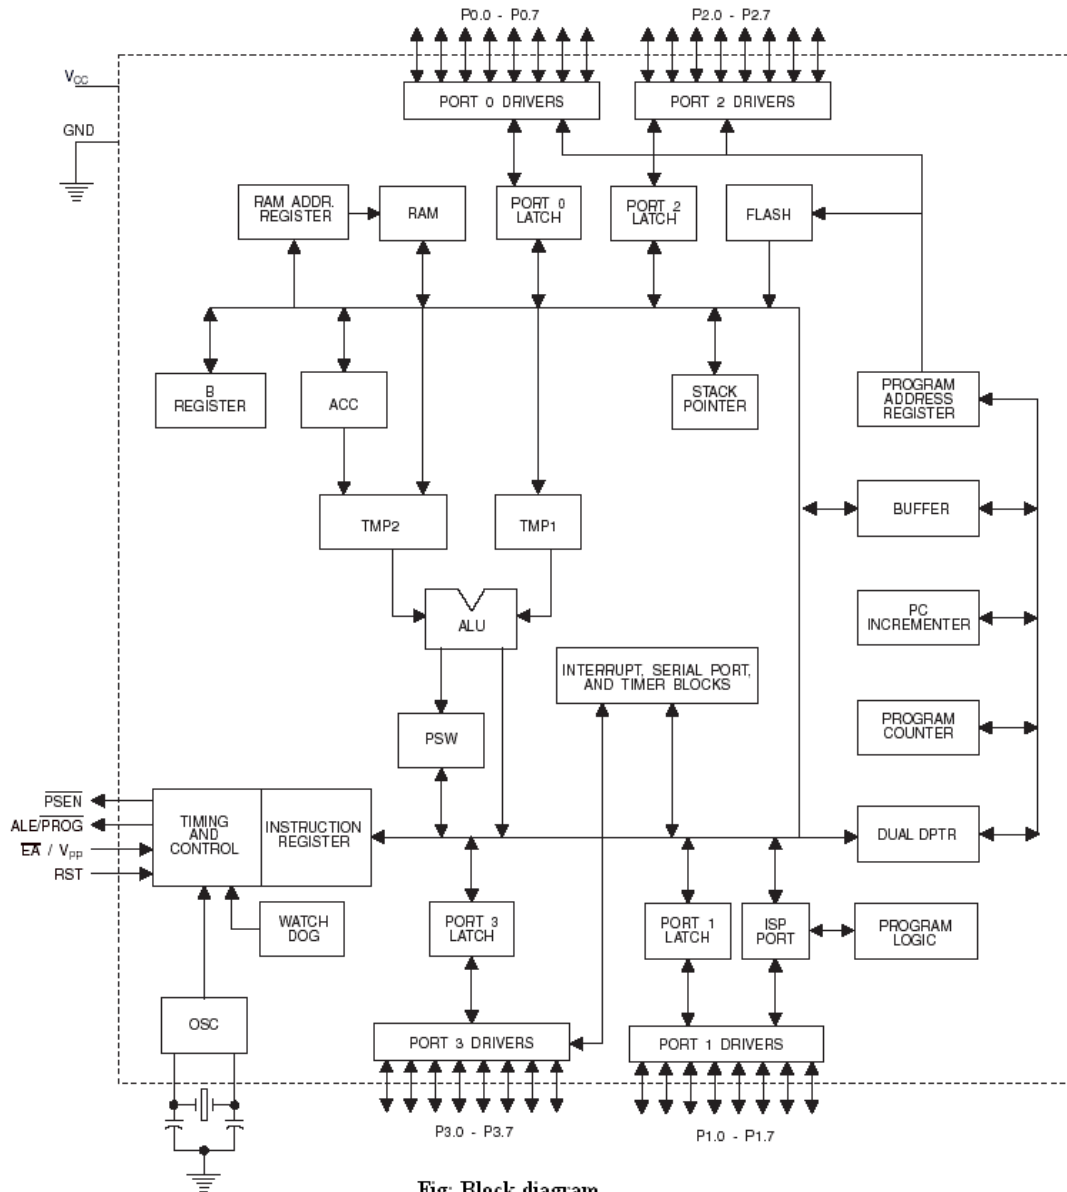 P0.0 - P0.7
P2.0 - P2.7
VCC
GND
PORT 0 DRIVERS
PORT 2 DRIVERS
RAM ADDR.
REGISTER
RAM
PORT 0
LATCH
PORT 2
LATCH
FLASH
B
REGISTER
ACC
STACK
POINTER
PROGRAM
ADDRESS
REGISTER
TMP2
TMP1
BUFFER
ALU
PC
INCREMENTER
INTERRUPT, SERIAL PORT,
AND TIMER BLOCKS
PSW
PROGRAM
COUNTER
PSEN
ALE/PROG
EA / VPP
RST
TIMING
AND
CONTROL
INSTRUCTION
REGISTER
DUAL DPTR
WATCH
DOG
PORT 3
LATCH
PORT 1
LATCH
ISP
PORT
PROGRAM
LOGIC
OSC
PORT 3 DRIVERS
PORT 1 DRIVERS
P3.0 - P3.7
P1.0 - P1.7
Fig: Block diagram